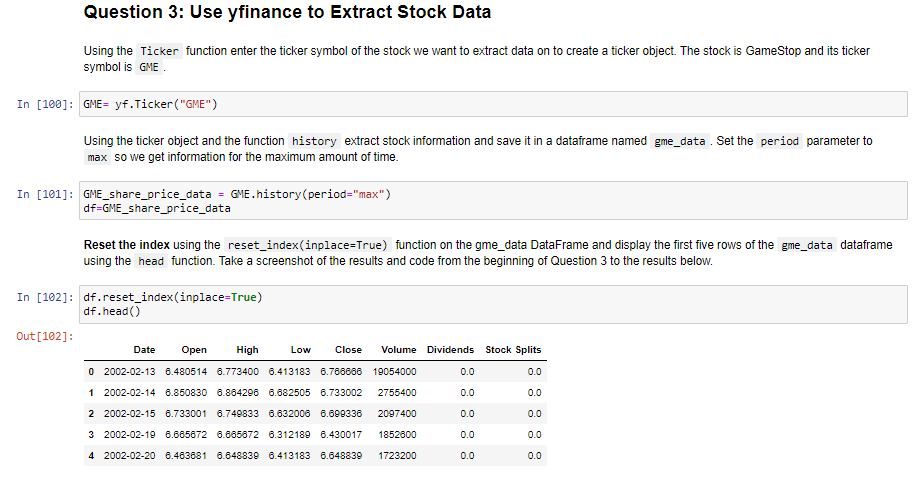 Question 3: Use yfinance to Extract Stock Data
Using the Ticker function enter the ticker symbol of the stock we want to extract data on to create a ticker object. The stock is GameStop and its ticker
symbol is GME .
In [100]: GME= yf.Ticker("GME")
Using the ticker object and the function history extract stock information and save it in a dataframe named gme_data . Set the period parameter to
max so we get information for the maximum amount of time.
In [101]: GME_share_price_data = GME.history(period="max")
df=GME_share_price_data
Reset the index using the reset_index(inplace=True) function on the gme_data DataFrame and display the first five rows of the gme_data dataframe
using the head function. Take a screenshot of the results and code from the beginning of Question 3 to the results below.
In [102]: df.reset_index(inplace=True)
df.head()
Out[102]:
Date Open High Low Close Volume Dividends Stock Splits
0 2002-02-13 6.480514 6.773400 6.413183 6.766666 19054000 0.0 0.0
1 2002-02-14 6.850830 6.864296 6.682505 6.733002 2755400 0.0 0.0
2 2002-02-15 6.733001 6.749833 6.632006 6.699336 2097400 0.0 0.0
3 2002-02-19 6.665672 6.665672 6.312189 6.430017 1852600 0.0 0.0
4 2002-02-20 6.463681 6.648839 6.413183 6.648839 1723200 0.0 0.0